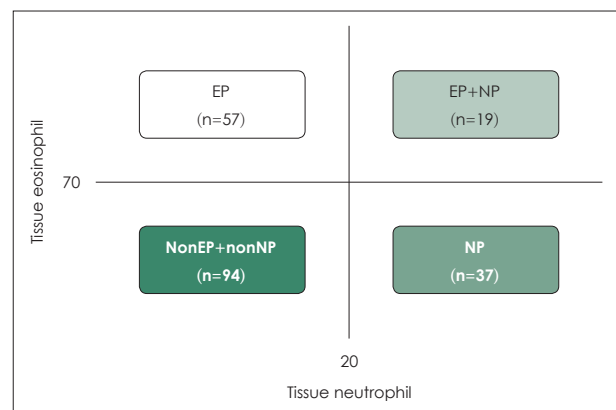 EP
(n=57)
EP+NP
(n=19)
Tissue eosinophil
70
NonEP+nonNP
(n=94)
NP
(n=37)
20
Tissue neutrophil